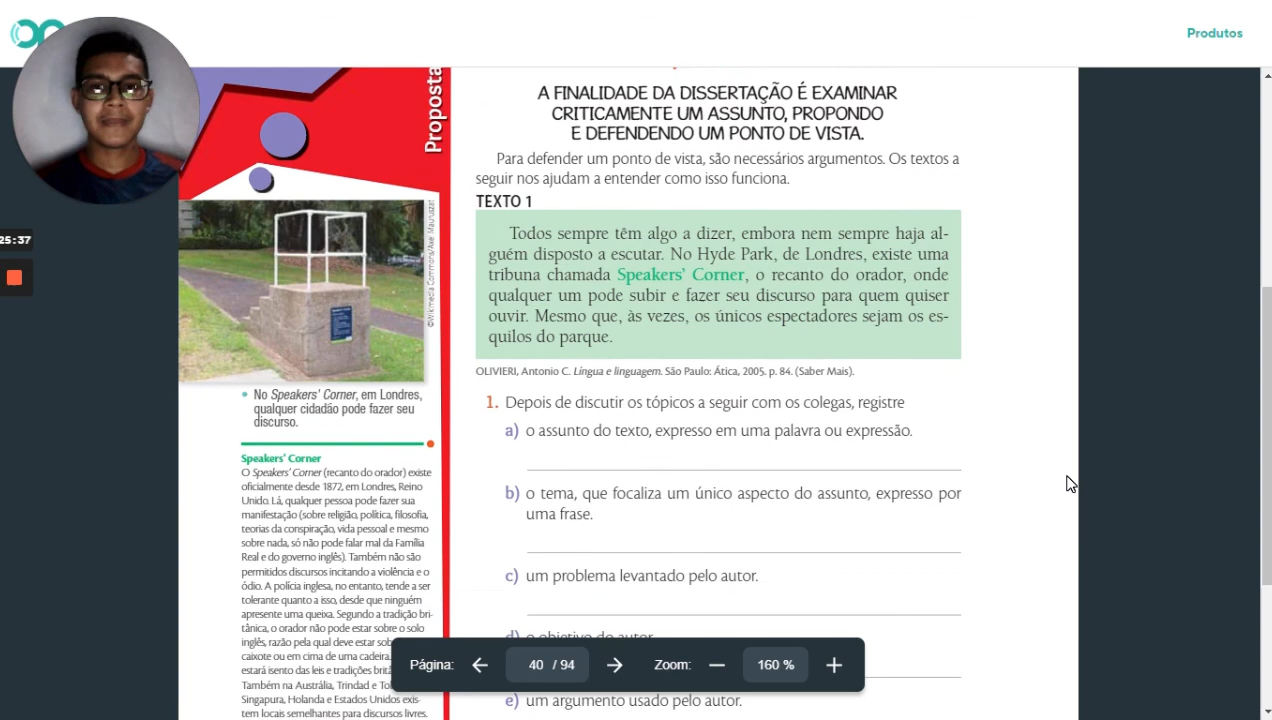 Produtos
25:37
Proposta
A FINALIDADE DA DISSERTAÇÃO É EXAMINAR
CRITICAMENTE UM ASSUNTO, PROPONDO
E DEFENDENDO UM PONTO DE VISTA.
Para defender um ponto de vista, são necessários argumentos. Os textos a
seguir nos ajudam a entender como isso funciona.
TEXTO 1
Todos sempre têm algo a dizer, embora nem sempre haja al-
guém disposto a escutar. No Hyde Park, de Londres, existe uma
tribuna chamada Speakers' Corner, o recanto do orador, onde
qualquer um pode subir e fazer seu discurso para quem quiser
ouvir. Mesmo que, às vezes, os únicos espectadores sejam os es-
quilos do parque.
OLIVIERI, Antonio C. Língua e linguagem. São Paulo: Ática, 2005. p. 84. (Saber Mais).
1. Depois de discutir os tópicos a seguir com os colegas, registre
a) o assunto do texto, expresso em uma palavra ou expressão.
b) o tema, que focaliza um único aspecto do assunto, expresso por
uma frase.
c) um problema levantado pelo autor.
d) o objetivo do autor.
e) um argumento usado pelo autor.
©Wikimedia Commons/Axel
• No Speakers' Corner, em Londres,
qualquer cidadão pode fazer seu
discurso.
Speakers' Corner
O Speakers' Corner (recanto do orador) existe
oficialmente desde 1872, em Londres, Reino
Unido. Lá, qualquer pessoa pode fazer sua
manifestação (sobre religião, política, filosofia,
teorias da conspiração, vida pessoal e mesmo
sobre nada, só não pode falar mal da Família
Real e do governo inglês). Também não são
permitidos discursos incitando a violência e o
ódio. A polícia inglesa, no entanto, tende a ser
tolerante quanto a isso, desde que ninguém
apresente uma queixa. Segundo a tradição bri-
tânica, o orador não pode estar sobre o solo
inglês, razão pela qual deve estar
caixote ou em cima de uma cadeira.
estará isento das leis e tradições
Também na Austrália, Trindad e
Singapura, Holanda e Estados Unidos exis-
tem locais semelhantes para discursos livres.
Página: 40 / 94 Zoom: 160 %